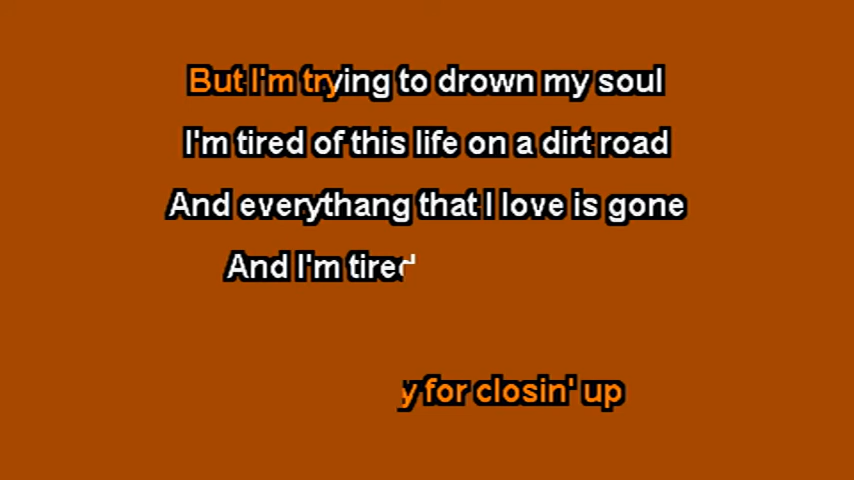 But I'm trying to drown my soul
I'm tired of this life on a dirt road
And everythang that I love is gone
And I'm tired
y for closin' up